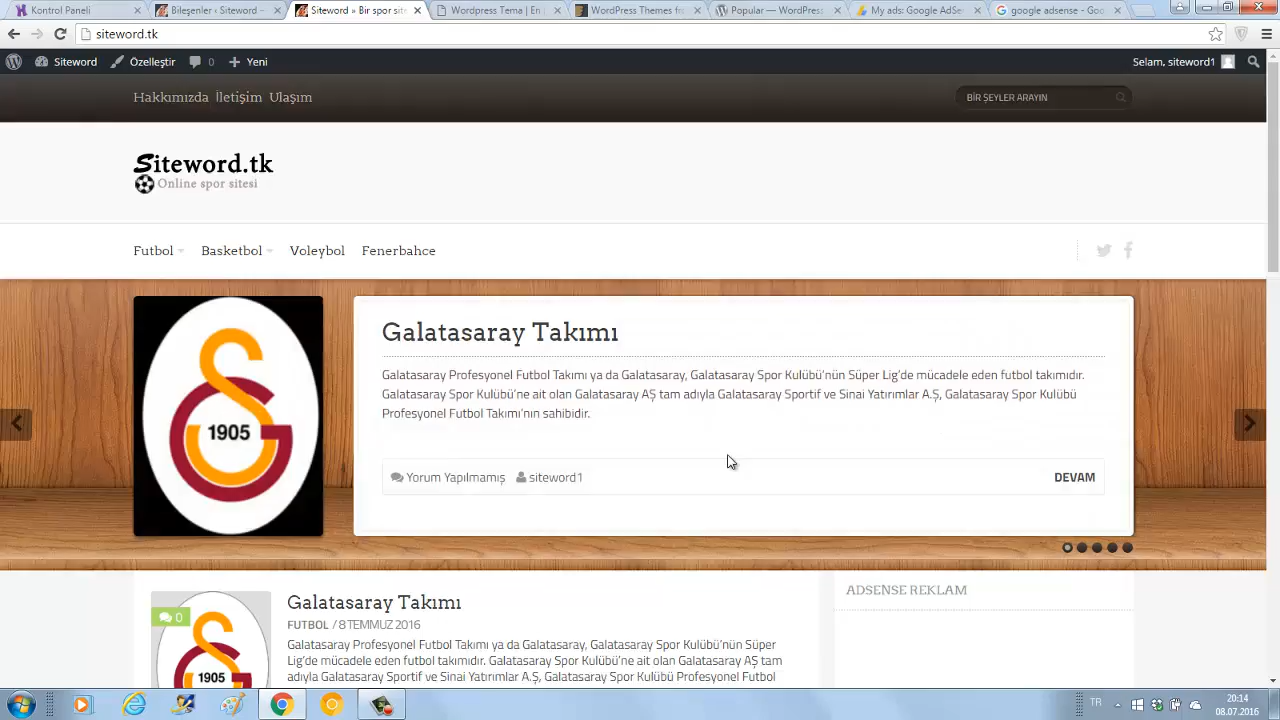 Kontrol Paneli
Bileşenler ‹ Siteword –
Siteword » Bir spor site
Wordpress Tema | En
WordPress Themes fr
Popular — WordPress
My ads: Google AdSe
google adsense - Goo
siteword.tk
Siteword
Özelleştir
0
Yeni
Selam, siteword1
Hakkımızda İletişim Ulaşım
BİR ŞEYLER ARAYIN
Siteword.tk
Online spor sitesi
Futbol
Basketbol
Voleybol
Fenerbahce
1905
Galatasaray Takımı
Galatasaray Profesyonel Futbol Takımı ya da Galatasaray, Galatasaray Spor Kulübü'nün Süper Lig'de mücadele eden futbol takımıdır.
Galatasaray Spor Kulübü'ne ait olan Galatasaray AŞ tam adıyla Galatasaray Sportif ve Sinai Yatırımlar A.Ş, Galatasaray Spor Kulübü
Profesyonel Futbol Takımı'nın sahibidir.
Yorum Yapılmamış
siteword1
DEVAM
0
1905
Galatasaray Takımı
FUTBOL / 8 TEMMUZ 2016
Galatasaray Profesyonel Futbol Takımı ya da Galatasaray, Galatasaray Spor Kulübü'nün Süper
Lig'de mücadele eden futbol takımıdır. Galatasaray Spor Kulübü'ne ait olan Galatasaray AŞ tam
adıyla Galatasaray Sportif ve Sinai Yatırımlar A.Ş, Galatasaray Spor Kulübü Profesyonel Futbol
ADSENSE REKLAM
TR
20:14
08.07.2016